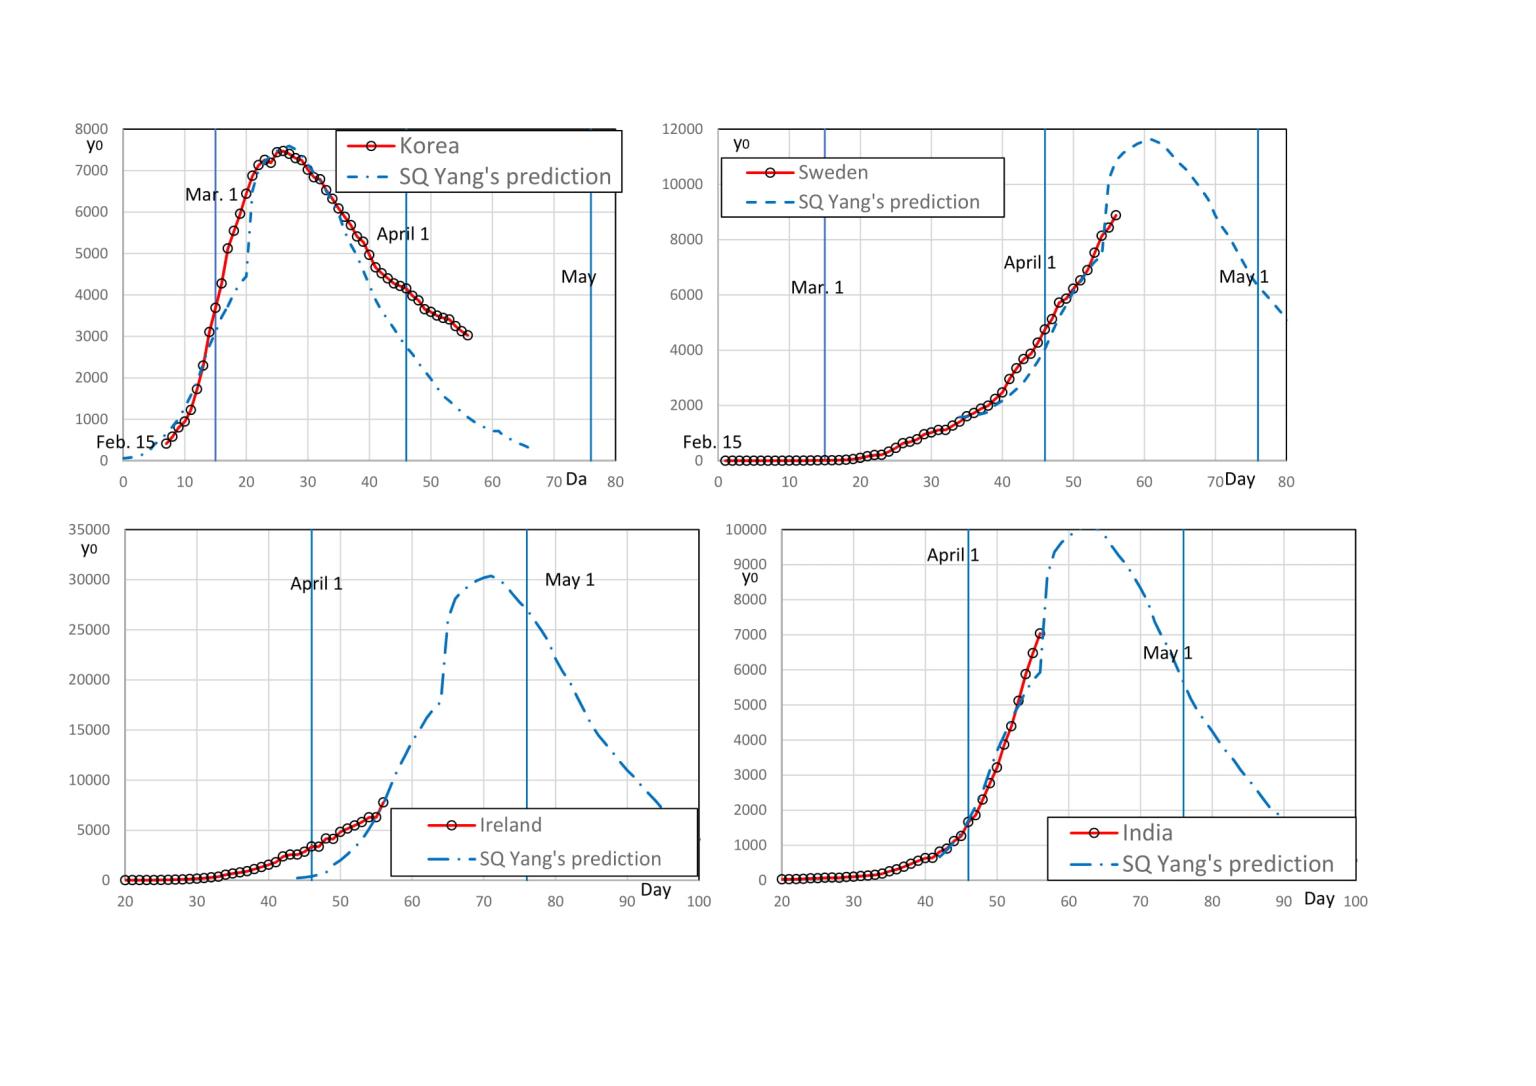 8000
y0
7000
6000
5000
4000
3000
2000
1000
0
Korea
SQ Yang's prediction
Mar. 1
April 1
May
Feb. 15
0 10 20 30 40 50 60 70 Da 80
12000
y0
10000
8000
6000
4000
2000
0
Sweden
SQ Yang's prediction
April 1
May 1
Mar. 1
Feb. 15
0 10 20 30 40 50 60 70 Day 80
35000
y0
30000
25000
20000
15000
10000
5000
0
April 1
May 1
Ireland
SQ Yang's prediction
Day
20 30 40 50 60 70 80 90 100
10000
9000
y0
8000
7000
6000
5000
4000
3000
2000
1000
0
April 1
May 1
India
SQ Yang's prediction
20 30 40 50 60 70 80 90 Day 100